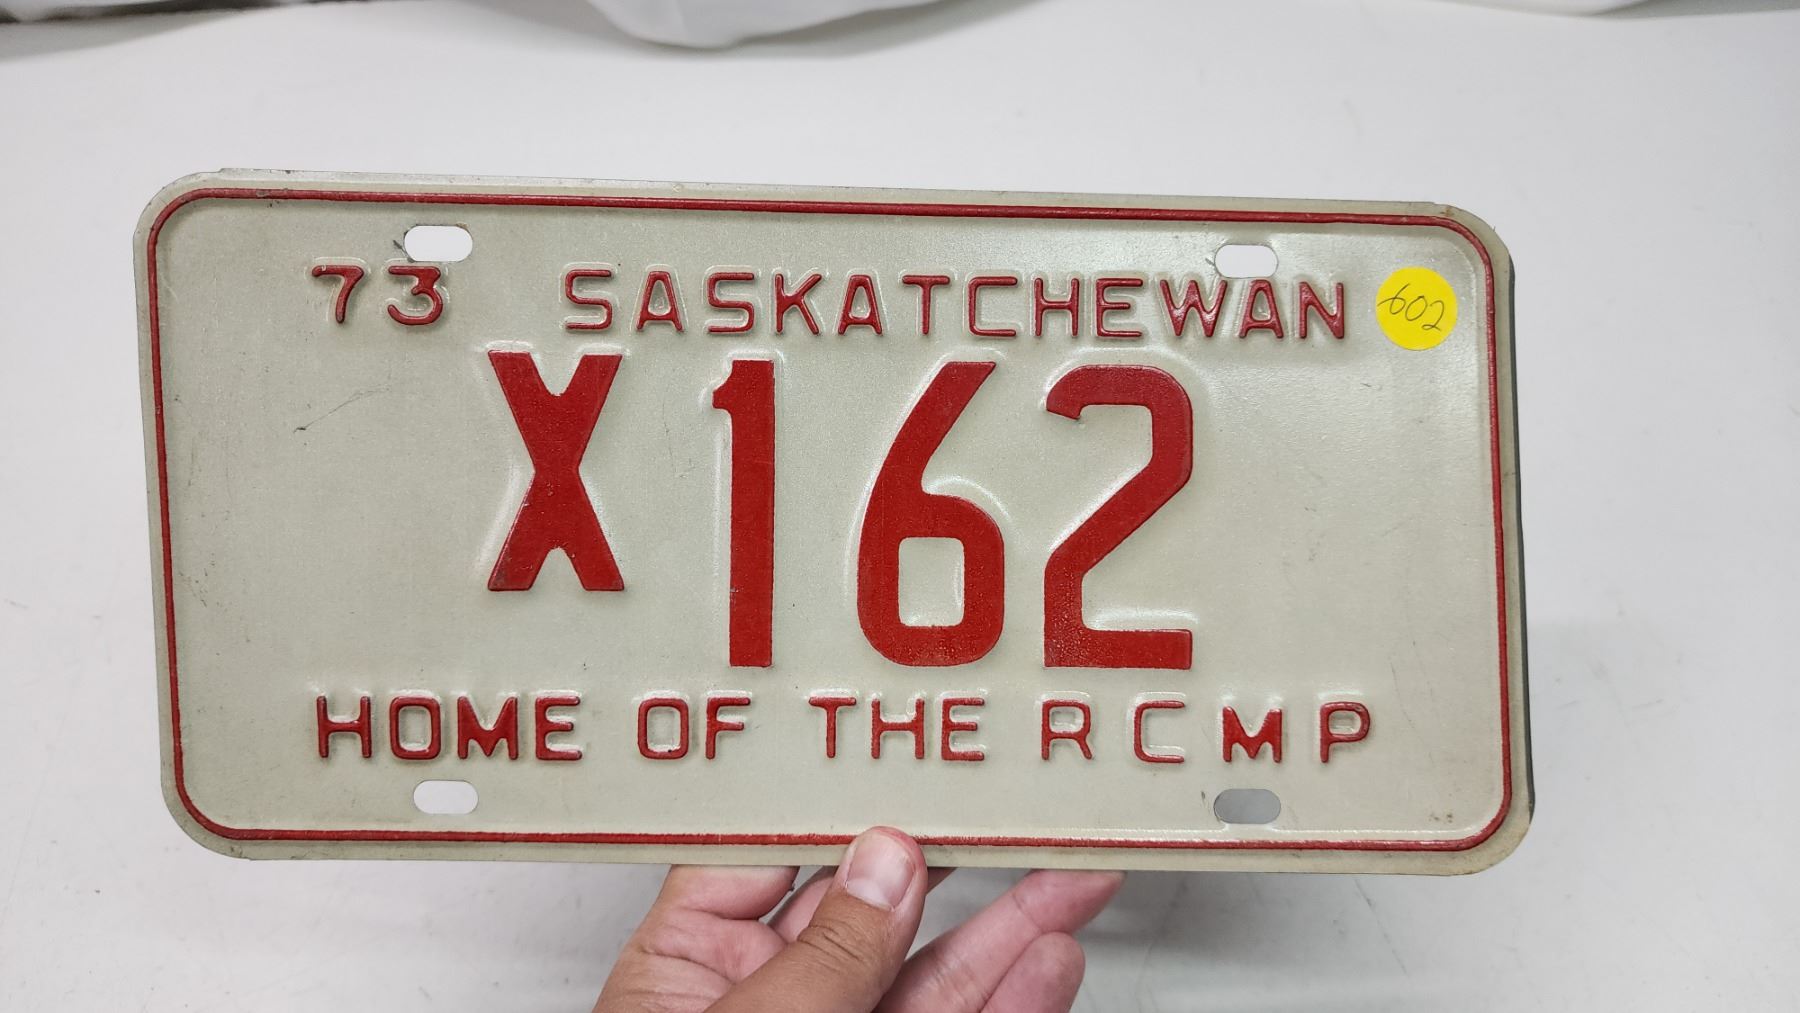 73 SASKATCHEWAN
602
X162
HOME OF THE RCMP